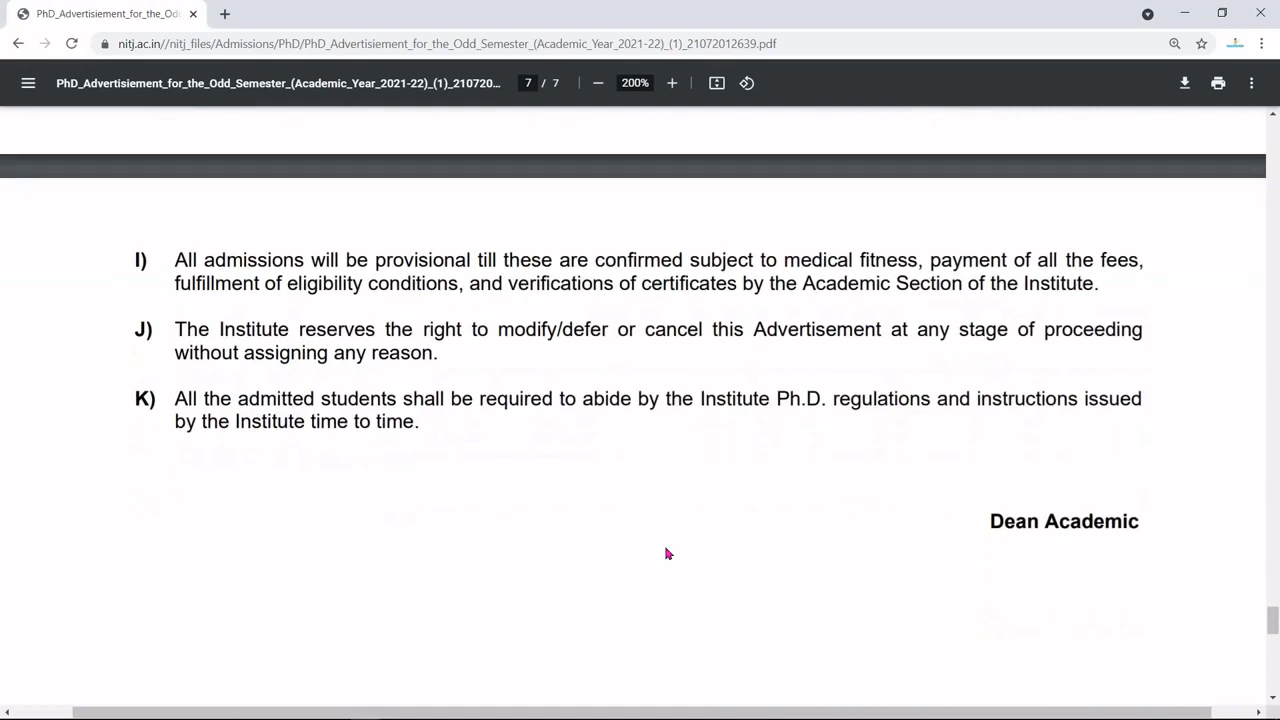 PhD_Advertisiement_for_the_Od
nitj.ac.in//nitj_files/Admissions/PhD/PhD_Advertisiement_for_the_Odd_Semester_(Academic_Year_2021-22)_(1)_21072012639.pdf
PhD_Advertisiement_for_the_Odd_Semester_(Academic_Year_2021-22)_(1)_210720... 7 / 7 200%
I) All admissions will be provisional till these are confirmed subject to medical fitness, payment of all the fees,
fulfillment of eligibility conditions, and verifications of certificates by the Academic Section of the Institute.
J) The Institute reserves the right to modify/defer or cancel this Advertisement at any stage of proceeding
without assigning any reason.
K) All the admitted students shall be required to abide by the Institute Ph.D. regulations and instructions issued
by the Institute time to time.
Dean Academic